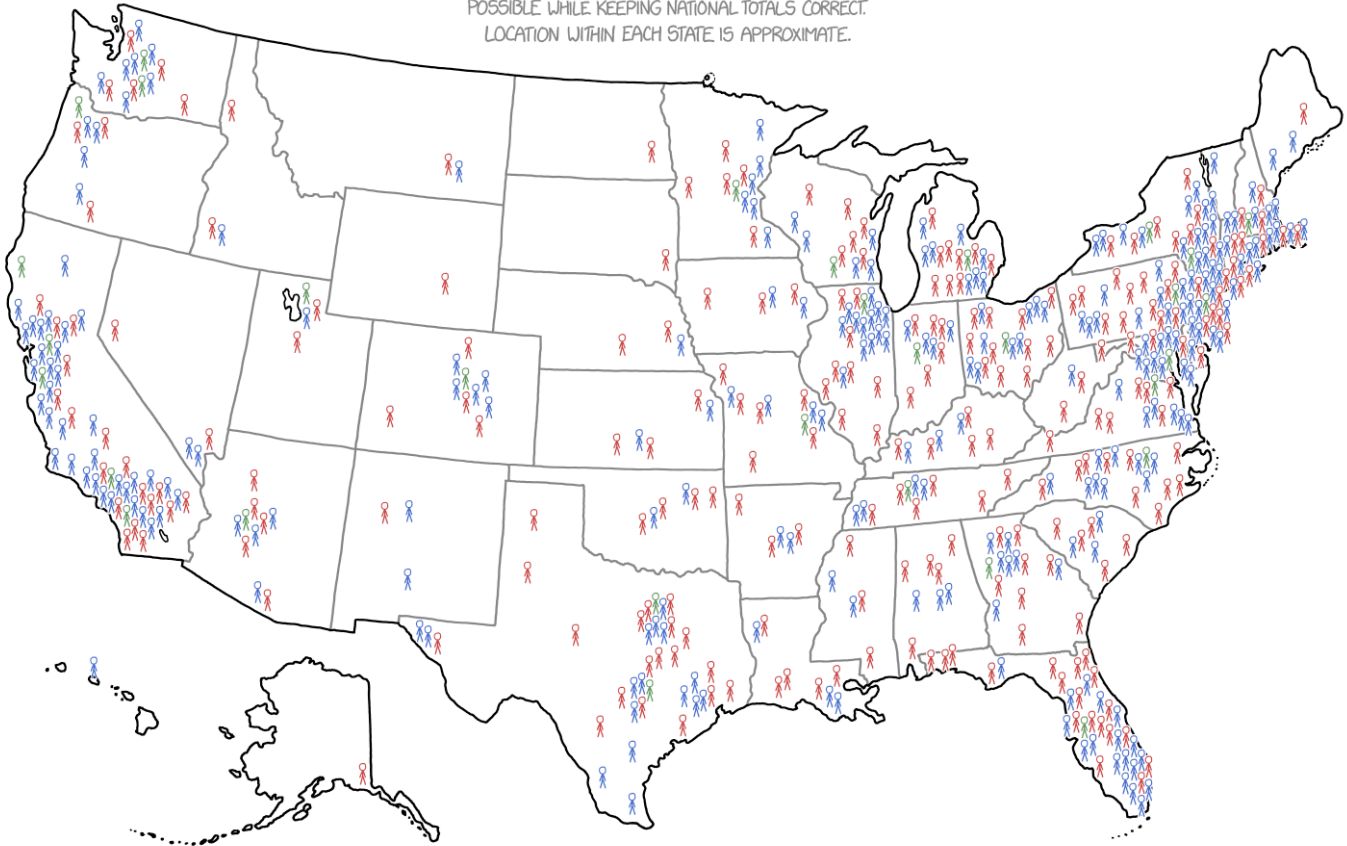 POSSIBLE WHILE KEEPING NATIONAL TOTALS CORRECT.
LOCATION WITHIN EACH STATE IS APPROXIMATE.